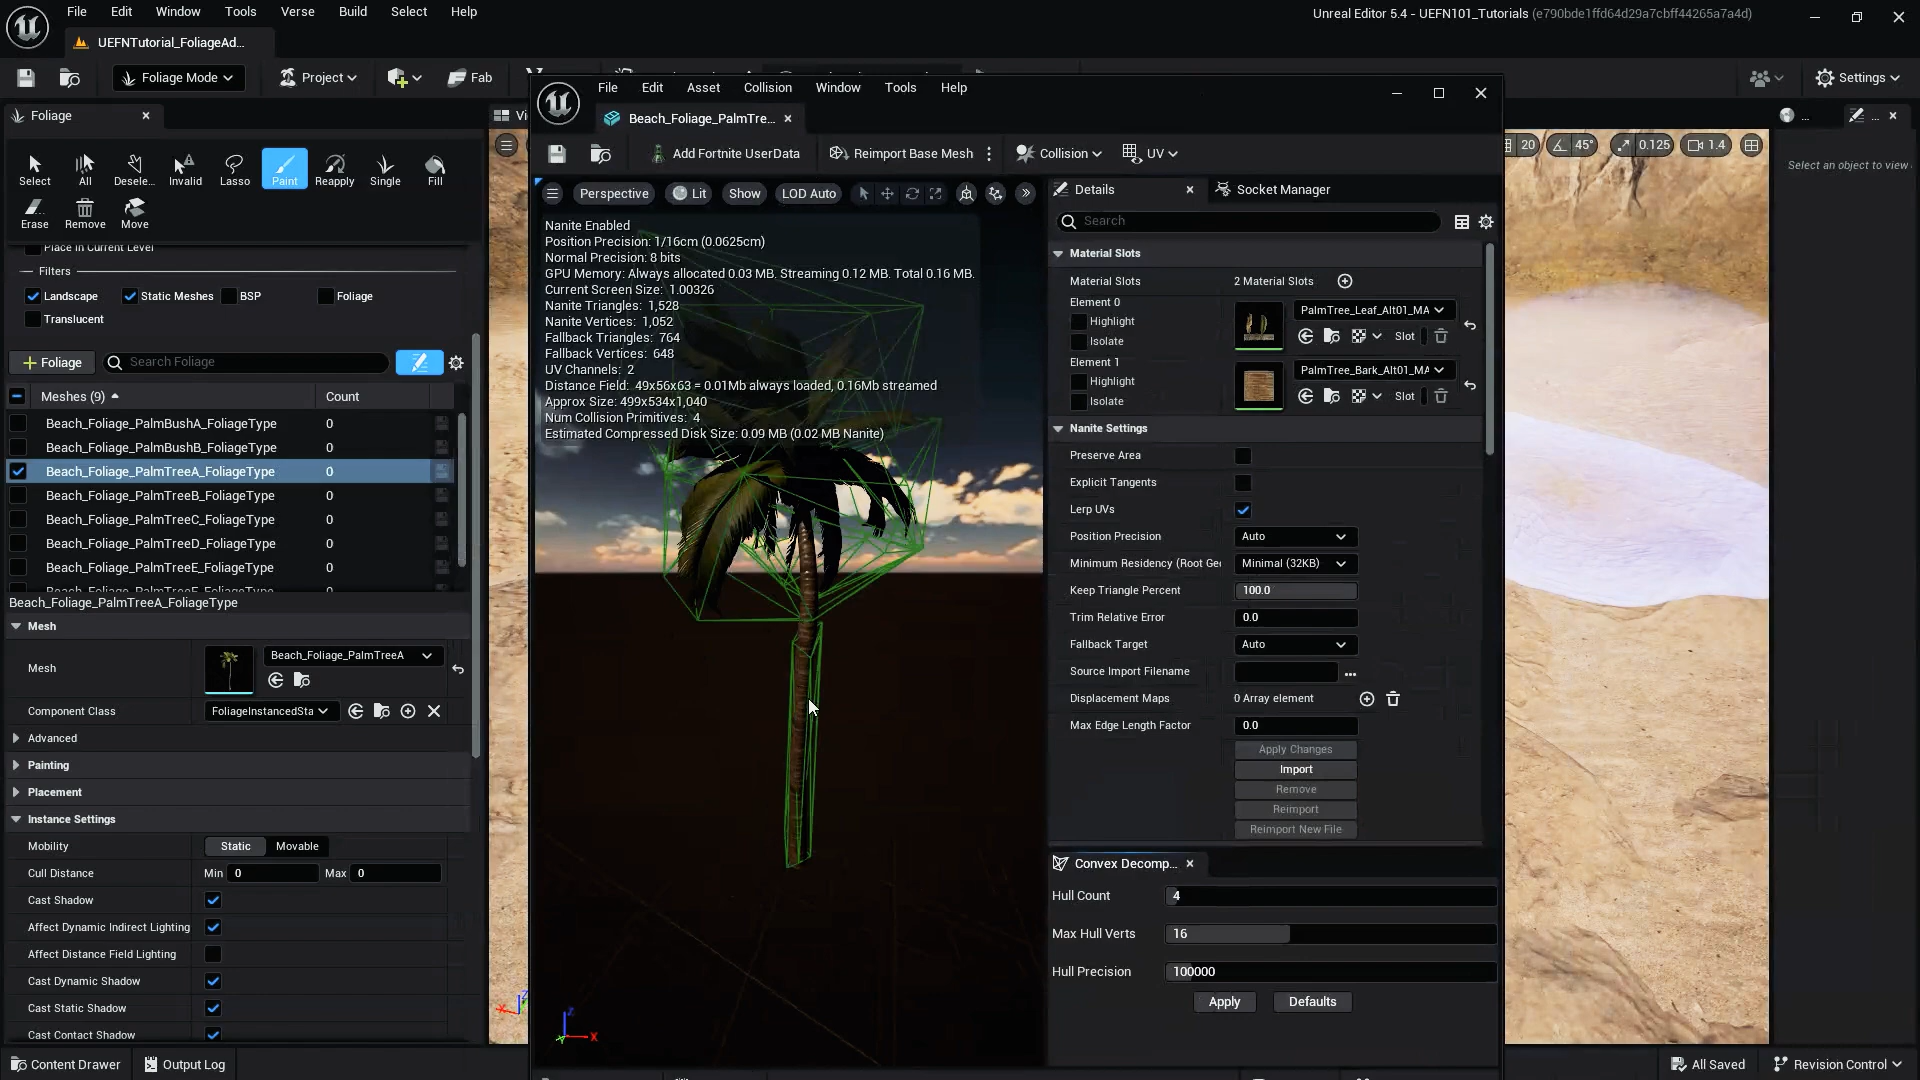 File Edit Window Tools Verse Build Select Help
Unreal Editor 5.4 - UEFN101_Tutorials (e790bde1ffd64d29a7cbff44265a7a4d)
UEFNTutorial_FoliageAd...
Foliage Mode Project Fab Settings
Foliage
Select All Desele... Invalid Lasso Paint Reapply Single Fill
Erase Remove Move
Place in Current Level
Filters
Landscape Static Meshes BSP Foliage
Translucent
Foliage Search Foliage
Meshes (9) Count
Beach_Foliage_PalmBushA_FoliageType 0
Beach_Foliage_PalmBushB_FoliageType 0
Beach_Foliage_PalmTreeA_FoliageType 0
Beach_Foliage_PalmTreeB_FoliageType 0
Beach_Foliage_PalmTreeC_FoliageType 0
Beach_Foliage_PalmTreeD_FoliageType 0
Beach_Foliage_PalmTreeE_FoliageType 0
Beach_Foliage_PalmTreeA_FoliageType
Mesh
Mesh Beach_Foliage_PalmTreeA
Component Class FoliageInstancedSta
Advanced
Painting
Placement
Instance Settings
Mobility Static Movable
Cull Distance Min 0 Max 0
Cast Shadow
Affect Dynamic Indirect Lighting
Affect Distance Field Lighting
Cast Dynamic Shadow
Cast Static Shadow
Cast Contact Shadow
Content Drawer Output Log
File Edit Asset Collision Window Tools Help
Beach_Foliage_PalmTre...
Add Fortnite UserData Reimport Base Mesh Collision UV
Perspective Lit Show LOD Auto
Nanite Enabled
Position Precision: 1/16cm (0.0625cm)
Normal Precision: 8 bits
GPU Memory: Always allocated 0.03 MB. Streaming 0.12 MB. Total 0.16 MB.
Current Screen Size: 1.00326
Nanite Triangles: 1,528
Nanite Vertices: 1,052
Fallback Triangles: 764
Fallback Vertices: 648
UV Channels: 2
Distance Field: 49x56x63 = 0.01Mb always loaded, 0.16Mb streamed
Approx Size: 499x534x1,040
Num Collision Primitives: 4
Estimated Compressed Disk Size: 0.09 MB (0.02 MB Nanite)
Z
X
Details Socket Manager
Search
Material Slots
Material Slots 2 Material Slots
Element 0 PalmTree_Leaf_Alt01_MA
Highlight
Isolate Slot
Element 1 PalmTree_Bark_Alt01_MA
Highlight
Isolate Slot
Nanite Settings
Preserve Area
Explicit Tangents
Lerp UVs
Position Precision Auto
Minimum Residency (Root Ge Minimal (32KB)
Keep Triangle Percent 100.0
Trim Relative Error 0.0
Fallback Target Auto
Source Import Filename ...
Displacement Maps 0 Array element
Max Edge Length Factor 0.0
Apply Changes
Import
Remove
Reimport
Reimport New File
Convex Decomp...
Hull Count 4
Max Hull Verts 16
Hull Precision 100000
Apply Defaults
20 45° 0.125 1.4
Select an object to view
All Saved Revision Control